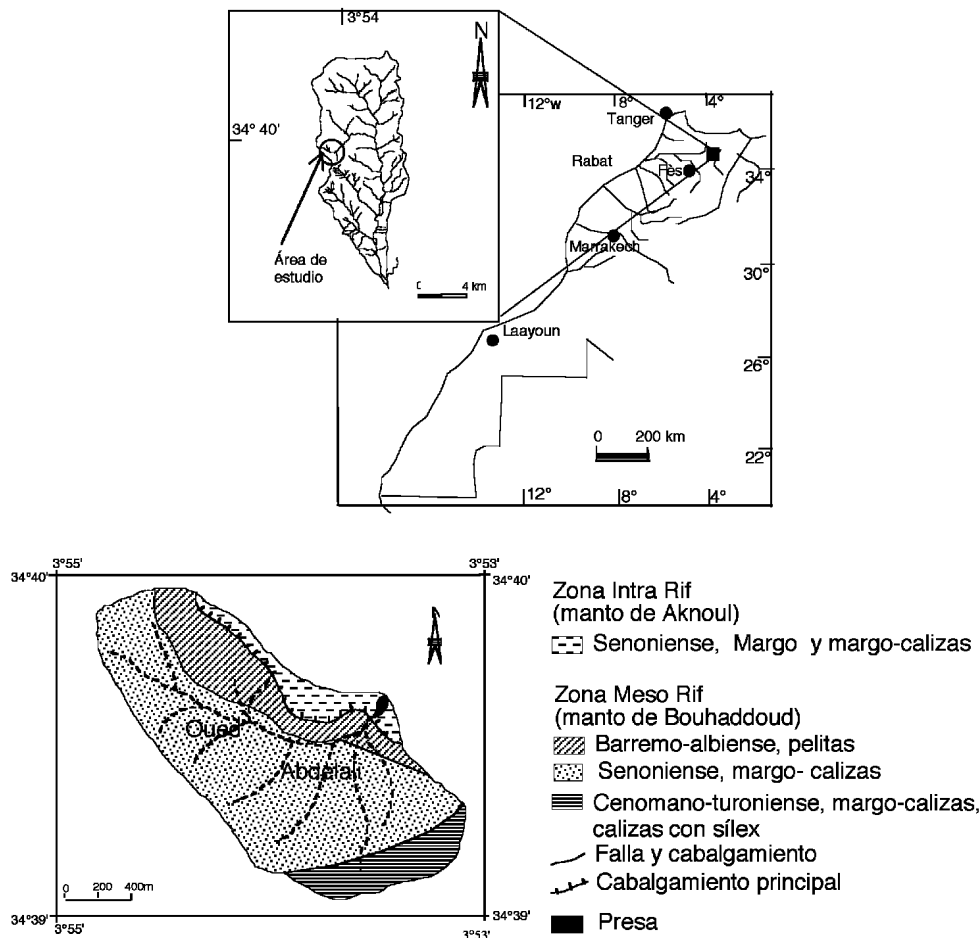 3°54
N
34° 40'
Área de
estudio
0 4 km
12°w 8° 4°
Tanger
Rabat
Fès
34°
Marrakech
30°
Laayoun
26°
0 200 km
22°
12° 8° 4°
3°55' 3°53'
34°40' 34°40'
Oued
Abdelali
0 200 400m
34°39' 34°39'
3°55' 3°53'
Zona Intra Rif
(manto de Aknoul)
Senoniense, Margo y margo-calizas
Zona Meso Rif
(manto de Bouhaddoud)
Barremo-albiense, pelitas
Senoniense, margo- calizas
Cenomano-turoniense, margo-calizas,
calizas con sílex
Falla y cabalgamiento
Cabalgamiento principal
Presa